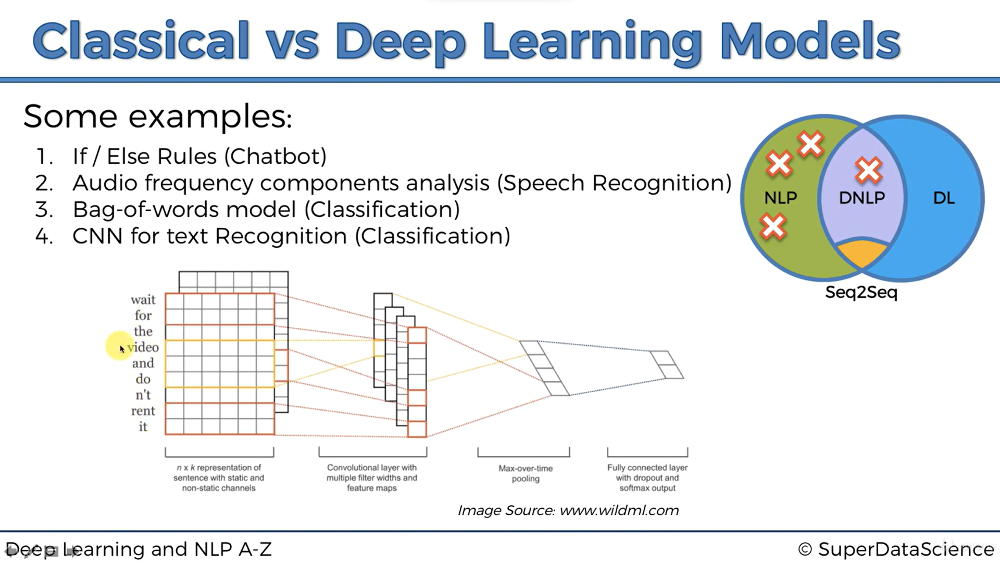 Classical vs Deep Learning Models
Some examples:
1. If / Else Rules (Chatbot)
2. Audio frequency components analysis (Speech Recognition)
3. Bag-of-words model (Classification)
4. CNN for text Recognition (Classification)
NLP
DNLP
DL
Seq2Seq
wait
for
the
video
and
do
n't
rent
it
n x k representation of
sentence with static and
non-static channels
Convolutional layer with
multiple filter widths and
feature maps
Max-over-time
pooling
Fully connected layer
with dropout and
softmax output
Image Source: www.wildml.com
Deep Learning and NLP A-Z
© SuperDataScience